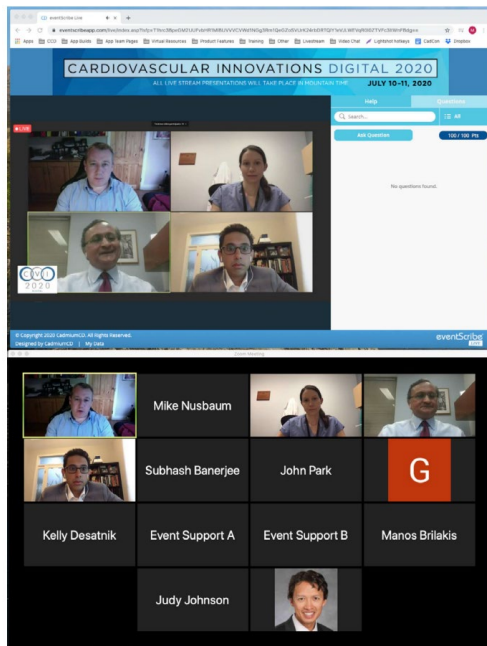 eventScribe Live
Apps
CCD
App Builds
App Team Pages
Virtual Resources
Product Features
Training
Other
Livestream
Video Chat
Lightshot hotkeys
CadCon
Dropbox
CARDIOVASCULAR INNOVATIONS DIGITAL 2020
ALL LIVE STREAM PRESENTATIONS WILL TAKE PLACE IN MOUNTAIN TIME
JULY 10-11, 2020
Help
Questions
Search...
All
LIVE
Ask Question
100 / 100 Pts
No questions found.
2020
© Copyright 2020 CadmiumCD. All Rights Reserved.
Designed by CadmiumCD | My Data
eventScribe
LIVE
Zoom Meeting
Mike Nusbaum
Subhash Banerjee
John Park
G
Kelly Desatnik
Event Support A
Event Support B
Manos Brilakis
Judy Johnson